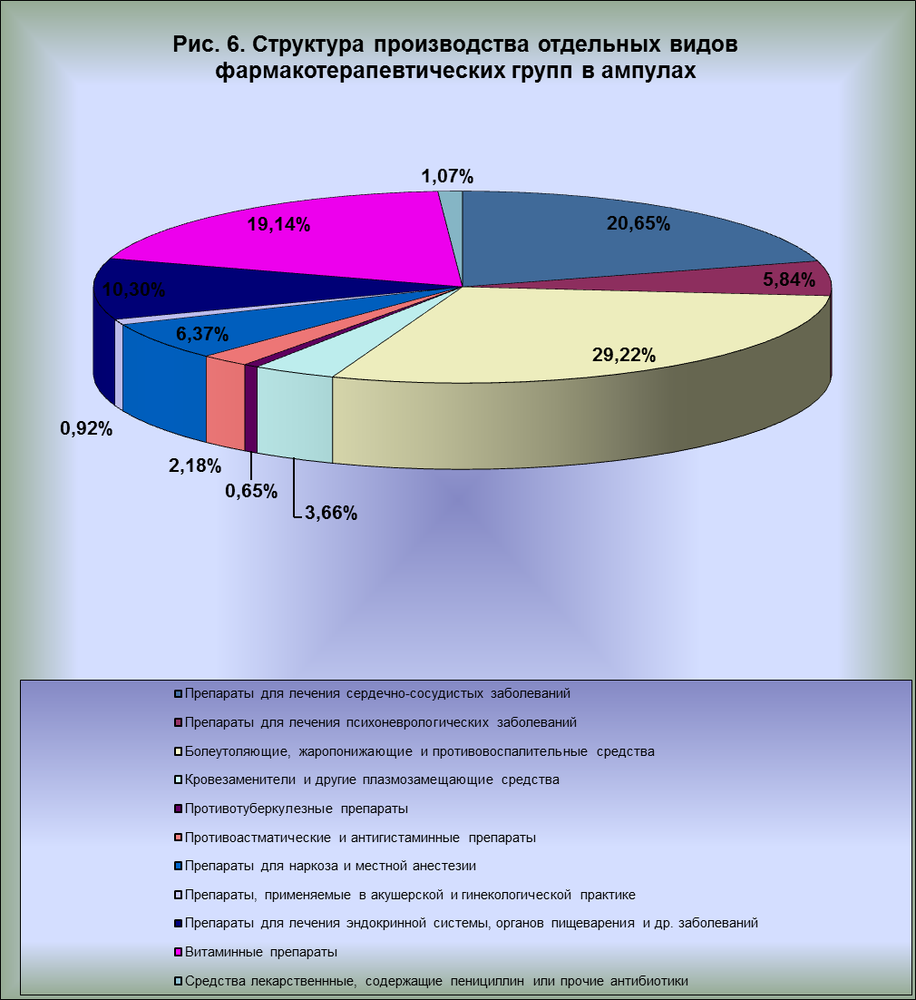 Рис. 6. Структура производства отдельных видов
фармакотерапевтических групп в ампулах
1,07%
19,14%
20,65%
5,84%
10,30%
6,37%
29,22%
0,92%
2,18%
0,65%
3,66%
Препараты для лечения сердечно-сосудистых заболеваний
Препараты для лечения психоневрологических заболеваний
Болеутоляющие, жаропонижающие и противовоспалительные средства
Кровезаменители и другие плазмозамещающие средства
Противотуберкулезные препараты
Противоастматические и антигистаминные препараты
Препараты для наркоза и местной анестезии
Препараты, применяемые в акушерской и гинекологической практике
Препараты для лечения эндокринной системы, органов пищеварения и др. заболеваний
Витаминные препараты
Средства лекарственнные, содержащие пенициллин или прочие антибиотики